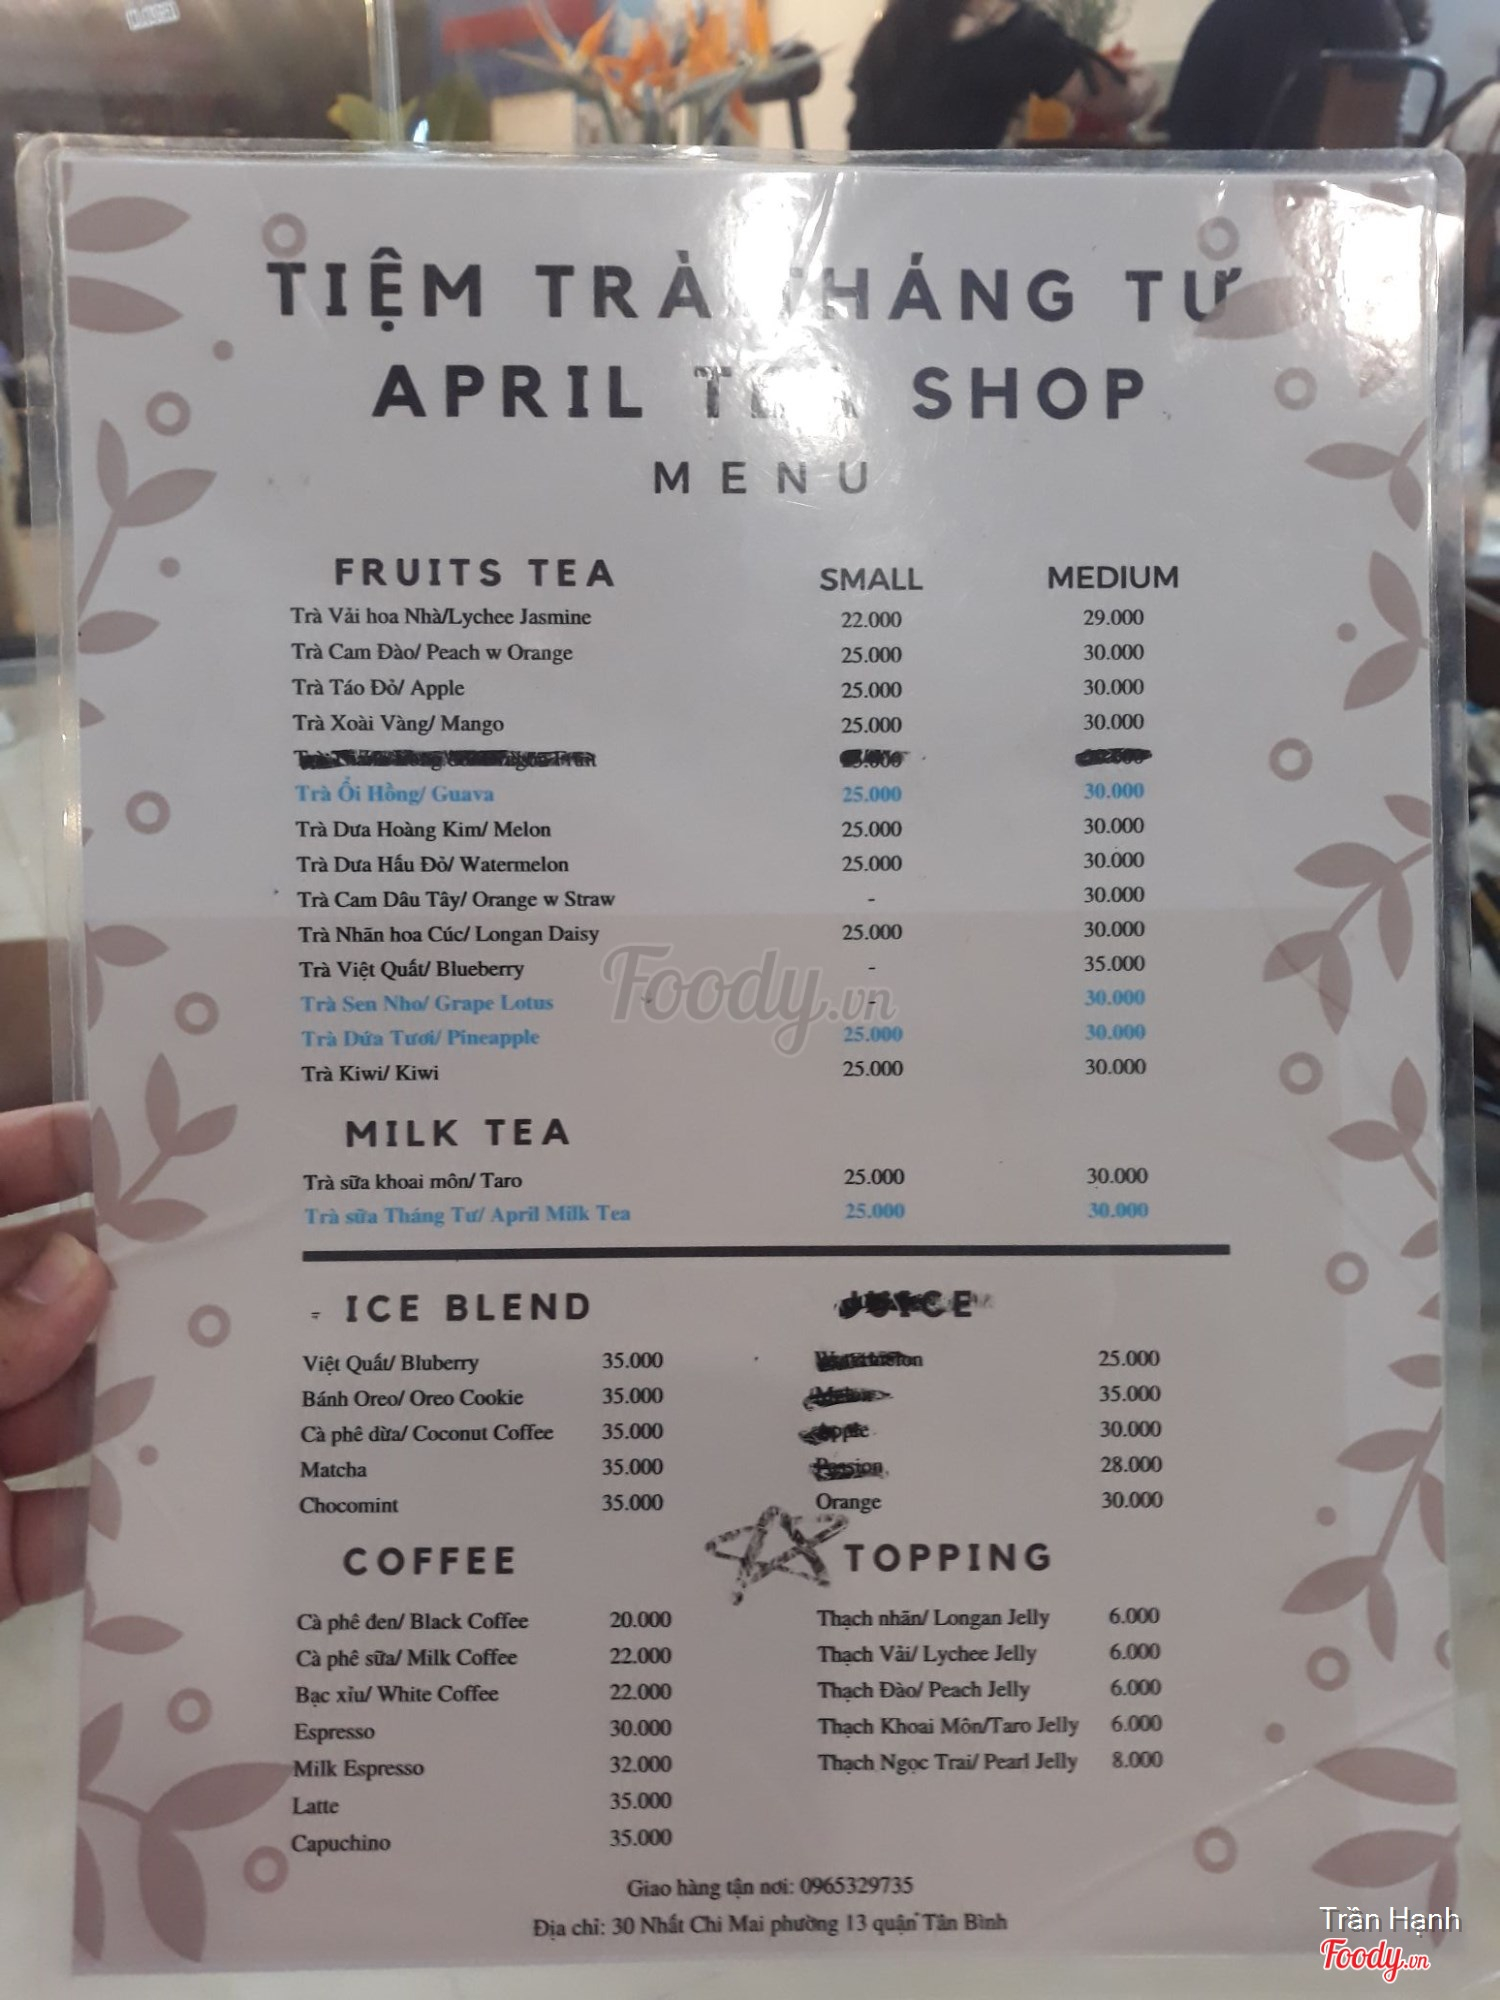 TIỆM TRÀ THÁNG TƯ
APRIL TEA SHOP
MENU
FRUITS TEA SMALL MEDIUM
Trà Vải hoa Nhà/Lychee Jasmine 22.000 29.000
Trà Cam Đào/ Peach w Orange 25.000 30.000
Trà Táo Đỏ/ Apple 25.000 30.000
Trà Xoài Vàng/ Mango 25.000 30.000
Trà Ổi Hồng/ Guava 25.000 30.000
Trà Dưa Hoàng Kim/ Melon 25.000 30.000
Trà Dưa Hấu Đỏ/ Watermelon 25.000 30.000
Trà Cam Dâu Tây/ Orange w Straw - 30.000
Trà Nhãn hoa Cúc/ Longan Daisy 25.000 30.000
Trà Việt Quất/ Blueberry - 35.000
Trà Sen Nho/ Grape Lotus - 30.000
Trà Dứa Tươi/ Pineapple 25.000 30.000
Trà Kiwi/ Kiwi 25.000 30.000
Foody.vn
MILK TEA
Trà sữa khoai môn/ Taro 25.000 30.000
Trà sữa Tháng Tư/ April Milk Tea 25.000 30.000
ICE BLEND
Việt Quất/ Bluberry 35.000
Bánh Oreo/ Oreo Cookie 35.000
Cà phê dừa/ Coconut Coffee 35.000
Matcha 35.000
Chocomint 35.000
JUICE
25.000
35.000
Apple 30.000
Passion 28.000
Orange 30.000
COFFEE
Cà phê đen/ Black Coffee 20.000
Cà phê sữa/ Milk Coffee 22.000
Bạc xỉu/ White Coffee 22.000
Espresso 30.000
Milk Espresso 32.000
Latte 35.000
Capuchino 35.000
TOPPING
Thạch nhãn/ Longan Jelly 6.000
Thạch Vải/ Lychee Jelly 6.000
Thạch Đào/ Peach Jelly 6.000
Thạch Khoai Môn/Taro Jelly 6.000
Thạch Ngọc Trai/ Pearl Jelly 8.000
Giao hàng tận nơi: 0965329735
Địa chỉ: 30 Nhất Chi Mai phường 13 quận Tân Bình
Trần Hạnh
Foody.vn